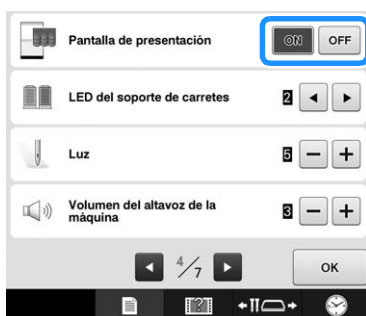 Pantalla de presentación ON OFF
LED del soporte de carretes 2
Luz 5 − +
Volumen del altavoz de la
máquina 3 − +
4/7 OK
?